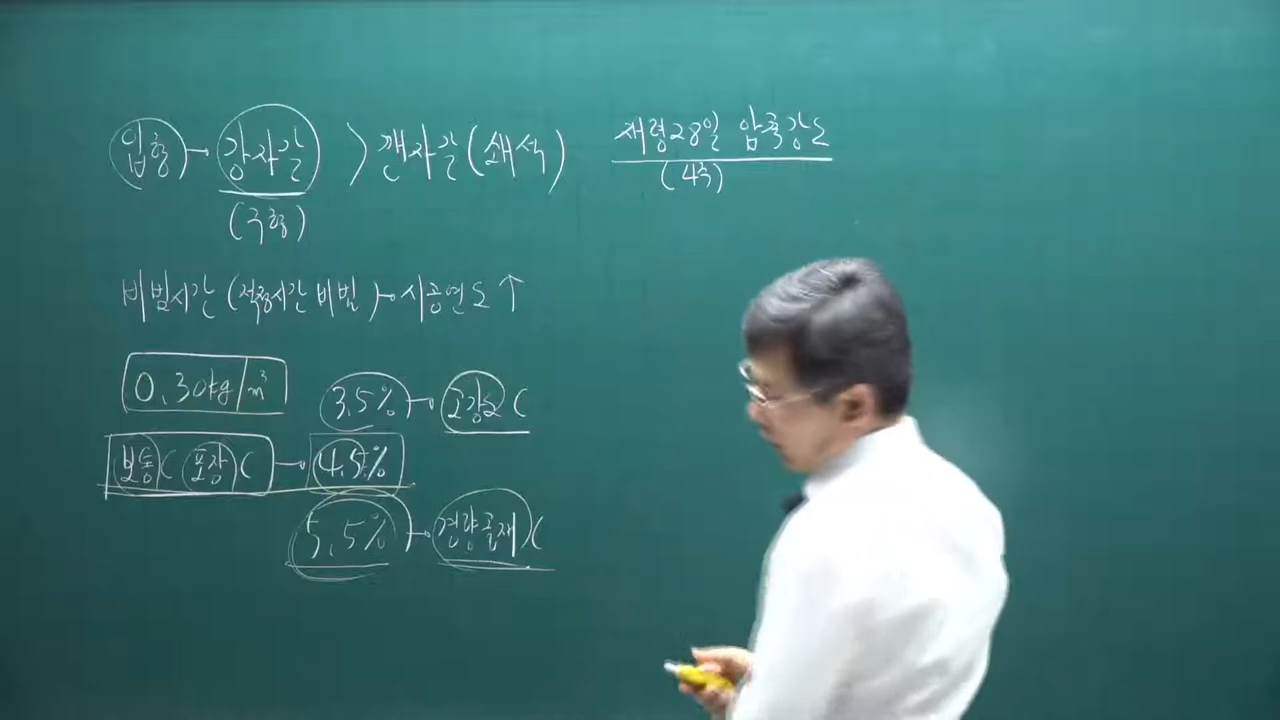 입형 → 강자갈 > 깬자갈(쇄석) 재령28일 압축강도
(구형) (4주)
비빔시간 (적정시간 비빔) → 시공연도 ↑
0.30kg/m³
3.5% → 고강도 C
보통C 포장C → 4.5%
5.5% → 경량골재 C